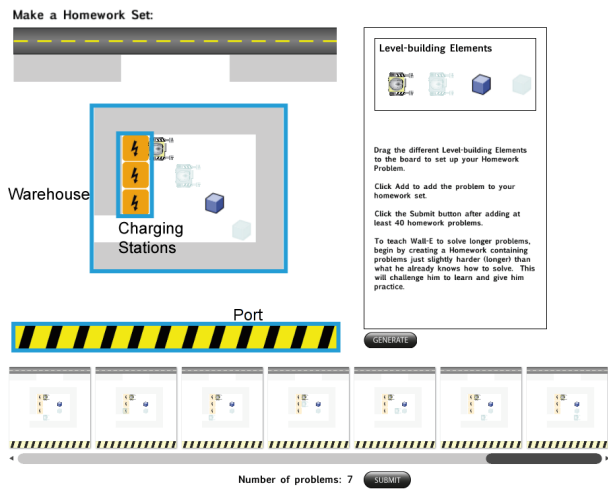 Make a Homework Set:
Level-building Elements
Drag the different Level-building Elements
to the board to set up your Homework
Problem.
Click Add to add the problem to your
homework set.
Click the Submit button after adding at
least 40 homework problems.
To teach Wall-E to solve longer problems,
begin by creating a Homework containing
problems just slightly harder (longer) than
what he already knows how to solve. This
will challenge him to learn and give him
practice.
Warehouse
Charging
Stations
Port
GENERATE
Number of problems: 7
SUBMIT